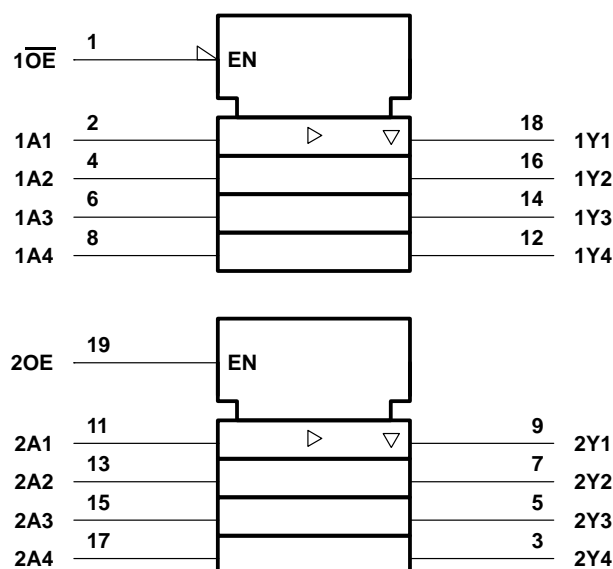 1O̅E̅ 1 EN
1A1 2 18 1Y1
1A2 4 16 1Y2
1A3 6 14 1Y3
1A4 8 12 1Y4
2OE 19 EN
2A1 11 9 2Y1
2A2 13 7 2Y2
2A3 15 5 2Y3
2A4 17 3 2Y4